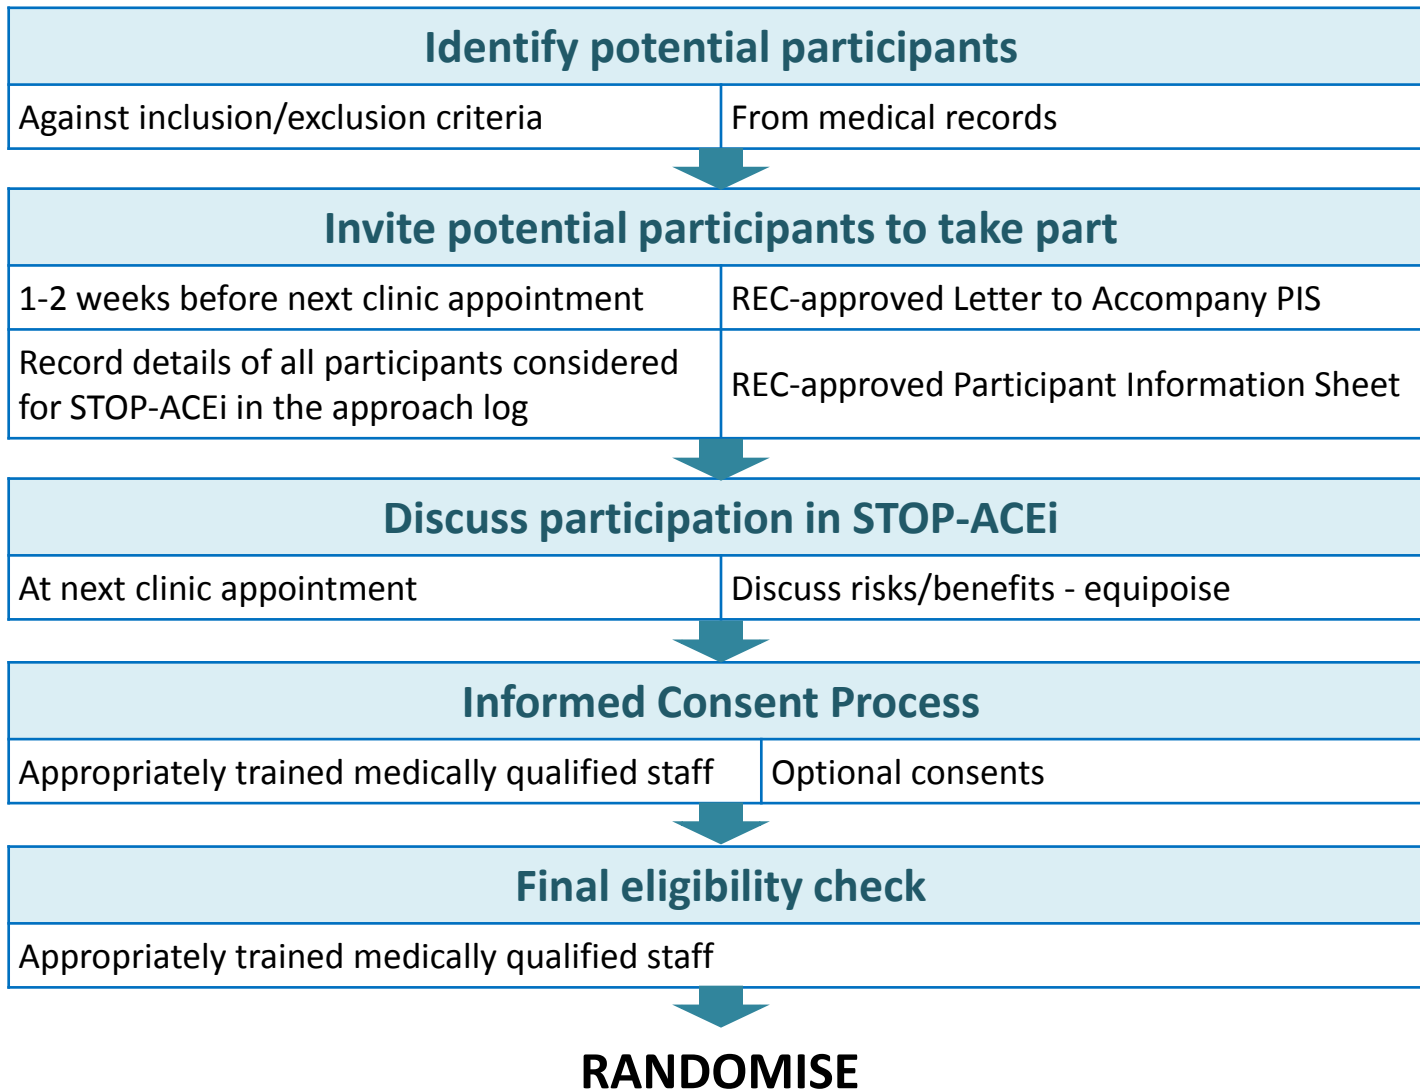 Identify potential participants
Against inclusion/exclusion criteria
From medical records
Invite potential participants to take part
1-2 weeks before next clinic appointment
REC-approved Letter to Accompany PIS
Record details of all participants considered
for STOP-ACEi in the approach log
REC-approved Participant Information Sheet
Discuss participation in STOP-ACEi
At next clinic appointment
Discuss risks/benefits - equipoise
Informed Consent Process
Appropriately trained medically qualified staff
Optional consents
Final eligibility check
Appropriately trained medically qualified staff
RANDOMISE